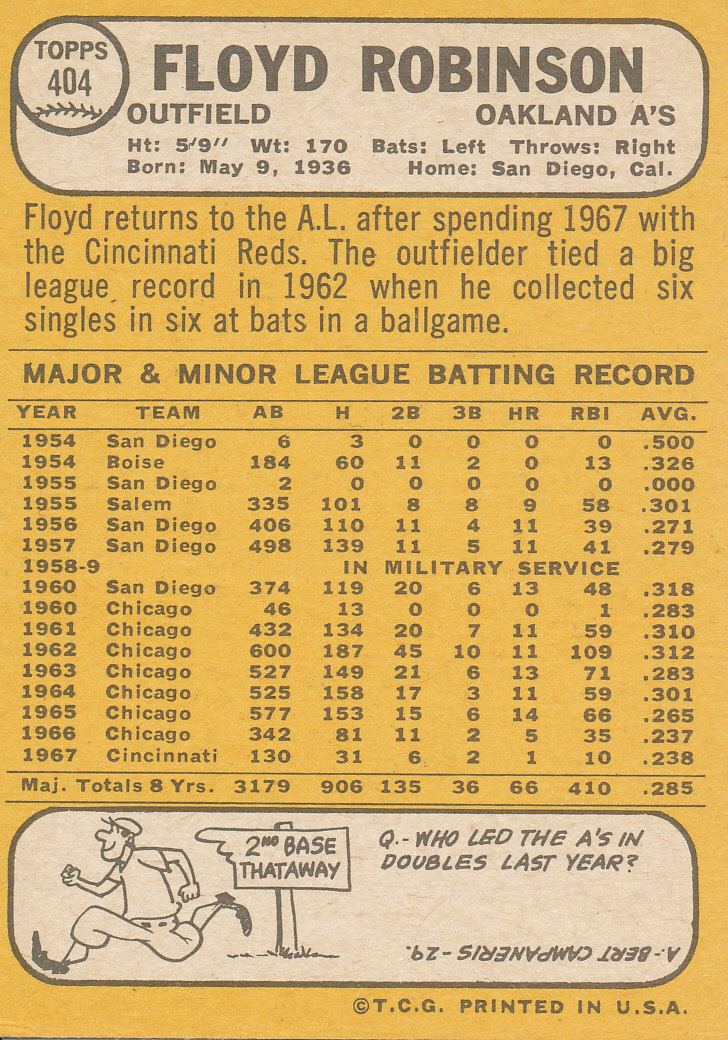 TOPPS
404
FLOYD ROBINSON
OUTFIELD OAKLAND A'S
Ht: 5'9" Wt: 170 Bats: Left Throws: Right
Born: May 9, 1936 Home: San Diego, Cal.
Floyd returns to the A.L. after spending 1967 with
the Cincinnati Reds. The outfielder tied a big
league record in 1962 when he collected six
singles in six at bats in a ballgame.
MAJOR & MINOR LEAGUE BATTING RECORD
YEAR TEAM AB H 2B 3B HR RBI AVG.
1954 San Diego 6 3 0 0 0 0 .500
1954 Boise 184 60 11 2 0 13 .326
1955 San Diego 2 0 0 0 0 0 .000
1955 Salem 335 101 8 8 9 58 .301
1956 San Diego 406 110 11 4 11 39 .271
1957 San Diego 498 139 11 5 11 41 .279
1958-9 IN MILITARY SERVICE
1960 San Diego 374 119 20 6 13 48 .318
1960 Chicago 46 13 0 0 0 1 .283
1961 Chicago 432 134 20 7 11 59 .310
1962 Chicago 600 187 45 10 11 109 .312
1963 Chicago 527 149 21 6 13 71 .283
1964 Chicago 525 158 17 3 11 59 .301
1965 Chicago 577 153 15 6 14 66 .265
1966 Chicago 342 81 11 2 5 35 .237
1967 Cincinnati 130 31 6 2 1 10 .238
Maj. Totals 8 Yrs. 3179 906 135 36 66 410 .285
2ND BASE
THATAWAY
Q.-WHO LED THE A'S IN
DOUBLES LAST YEAR?
A.-BERT CAMPANERIS-29.
©T.C.G. PRINTED IN U.S.A.